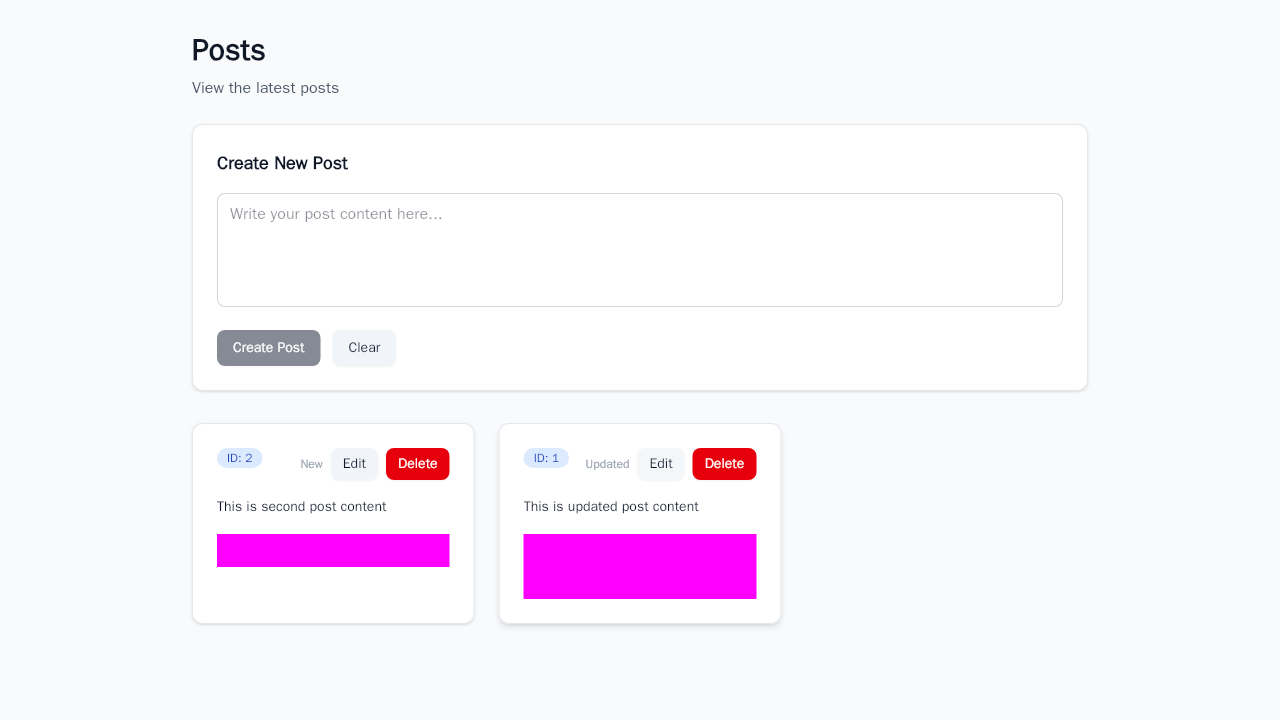 Posts
View the latest posts
Create New Post
Write your post content here...
Create Post
Clear
ID: 2
New
Edit
Delete
This is second post content
ID: 1
Updated
Edit
Delete
This is updated post content